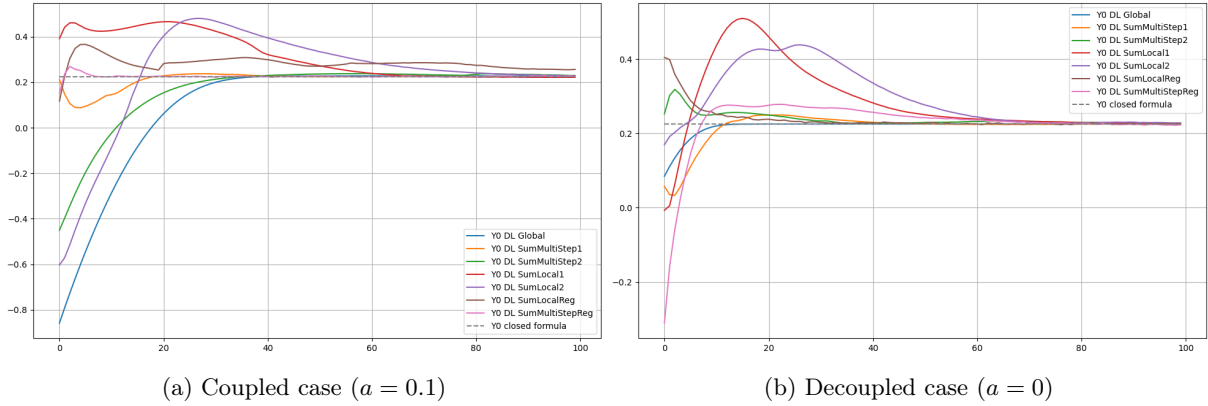 0.4
0.2
0.0
−0.2
−0.4
−0.6
−0.8
0
20
40
60
80
100
Y0 DL Global
Y0 DL SumMultiStep1
Y0 DL SumMultiStep2
Y0 DL SumLocal1
Y0 DL SumLocal2
Y0 DL SumLocalReg
Y0 DL SumMultiStepReg
Y0 closed formula
(a) Coupled case (a = 0.1)
0.4
0.2
0.0
−0.2
0
20
40
60
80
100
Y0 DL Global
Y0 DL SumMultiStep1
Y0 DL SumMultiStep2
Y0 DL SumLocal1
Y0 DL SumLocal2
Y0 DL SumLocalReg
Y0 DL SumMultiStepReg
Y0 closed formula
(b) Decoupled case (a = 0)